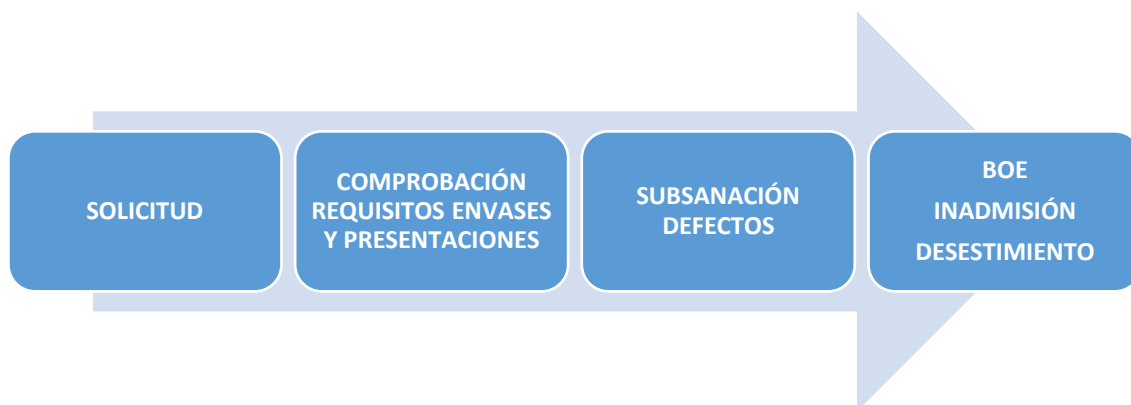 SOLICITUD
COMPROBACIÓN
REQUISITOS ENVASES
Y PRESENTACIONES
SUBSANACIÓN
DEFECTOS
BOE
INADMISIÓN
DESESTIMIENTO